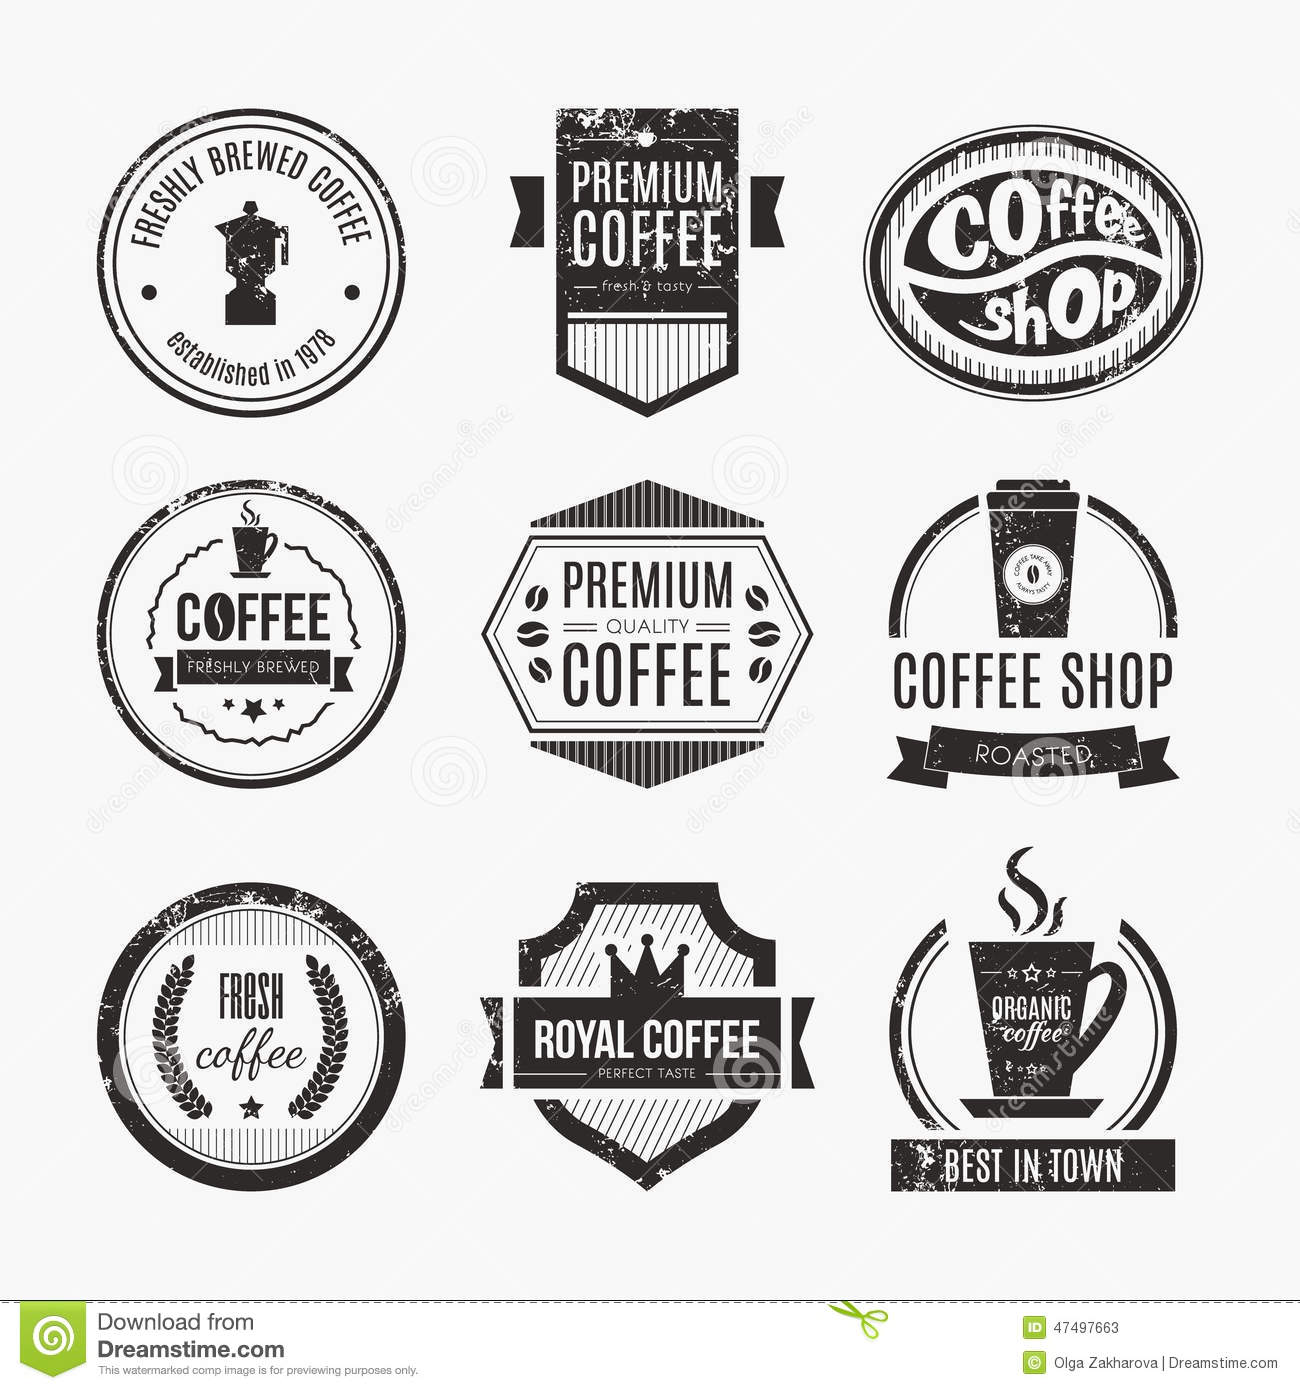 FRESHLY BREWED COFFEE
established in 1978
PREMIUM
COFFEE
fresh & tasty
coffee
shop
COFFEE
FRESHLY BREWED
PREMIUM
QUALITY
COFFEE
COFFEE TAKE AWAY
ALWAYS TASTY
COFFEE SHOP
ROASTED
FRESH
coffee
ROYAL COFFEE
PERFECT TASTE
ORGANIC
coffee
BEST IN TOWN
Download from
Dreamstime.com
This watermarked comp image is for previewing purposes only.
ID 47497663
© Olga Zakharova | Dreamstime.com
dreamstime